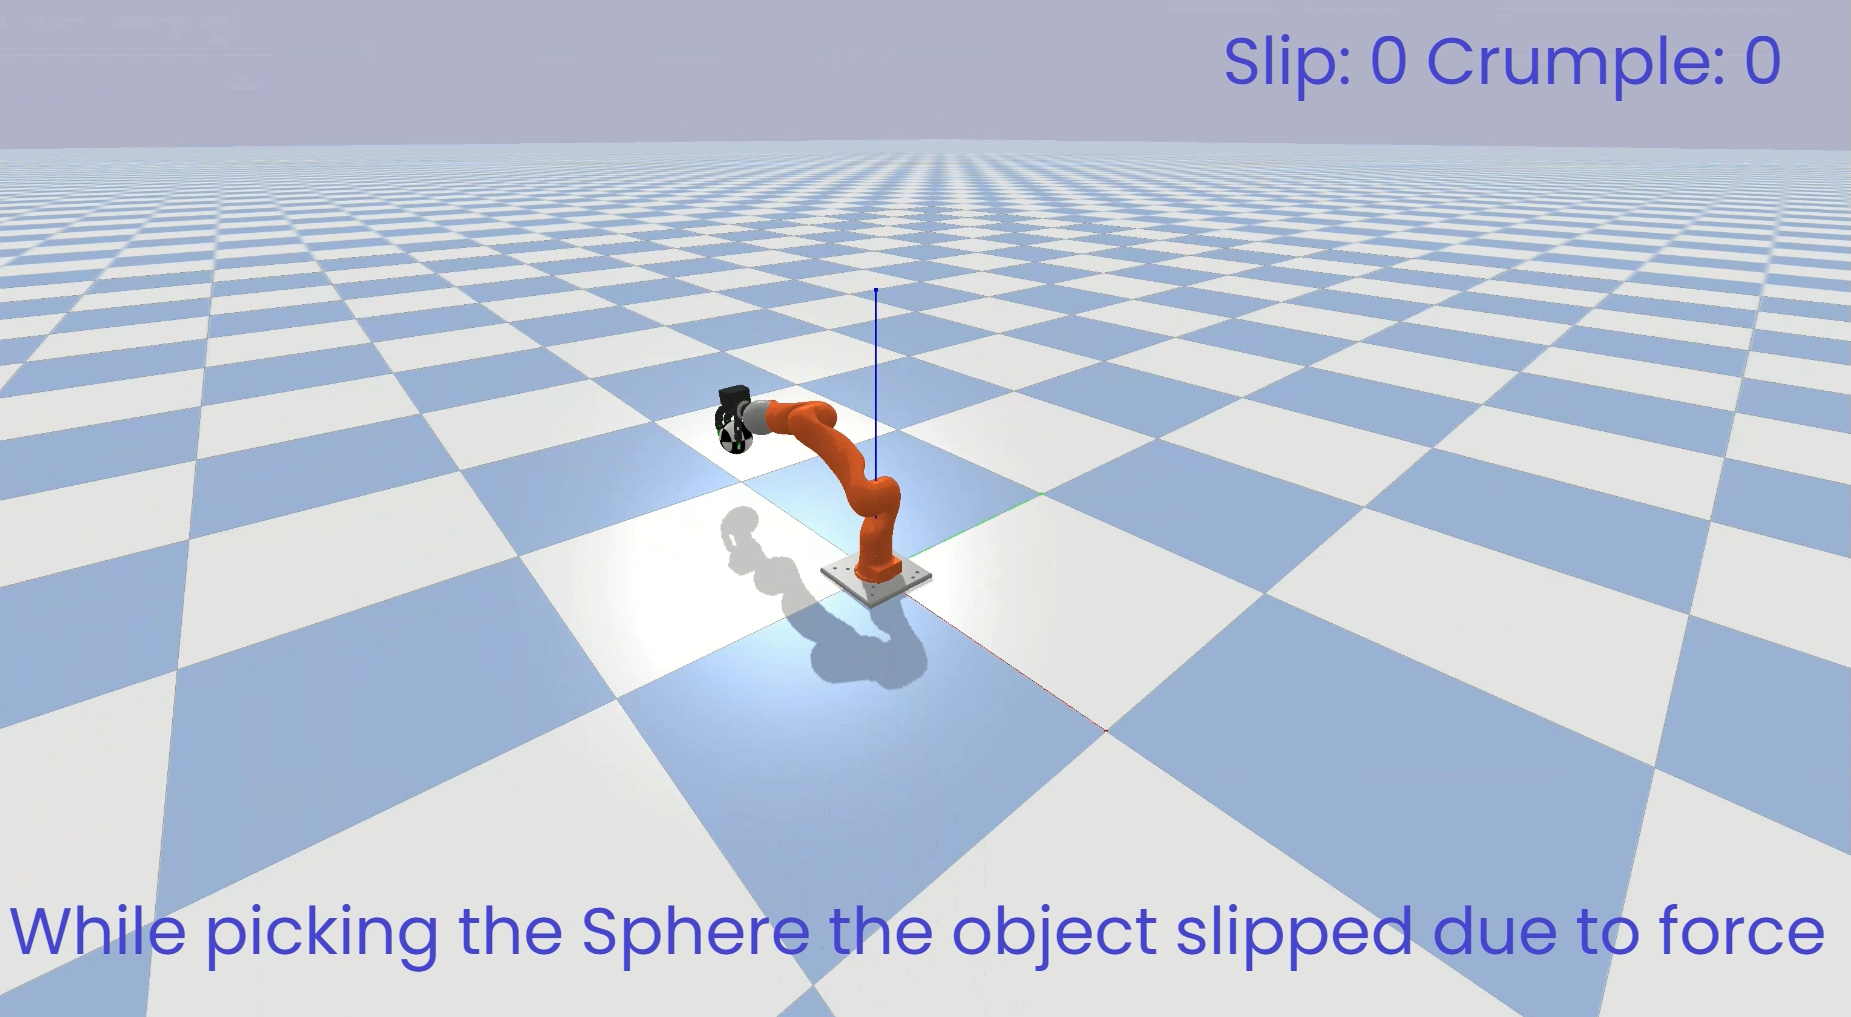 Slip: 0 Crumple: 0
While picking the Sphere the object slipped due to force